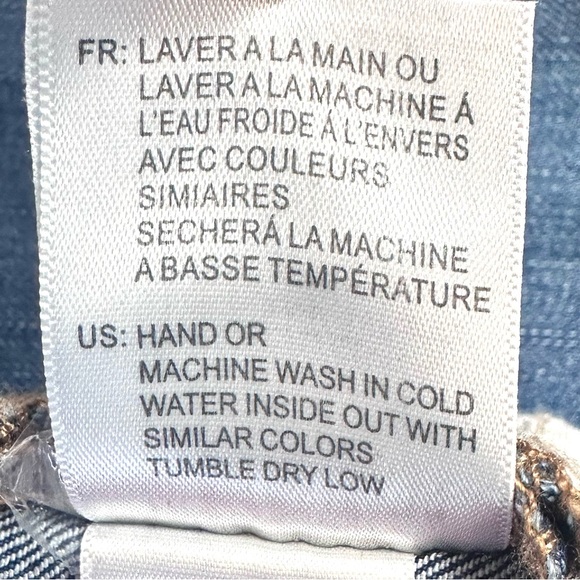 FR: LAVER A LA MAIN OU
LAVER A LA MACHINE Á
L'EAU FROIDE Á L'ENVERS
AVEC COULEURS
SIMIAIRES
SECHERÁ LA MACHINE
A BASSE TEMPÉRATURE
US: HAND OR
MACHINE WASH IN COLD
WATER INSIDE OUT WITH
SIMILAR COLORS
TUMBLE DRY LOW